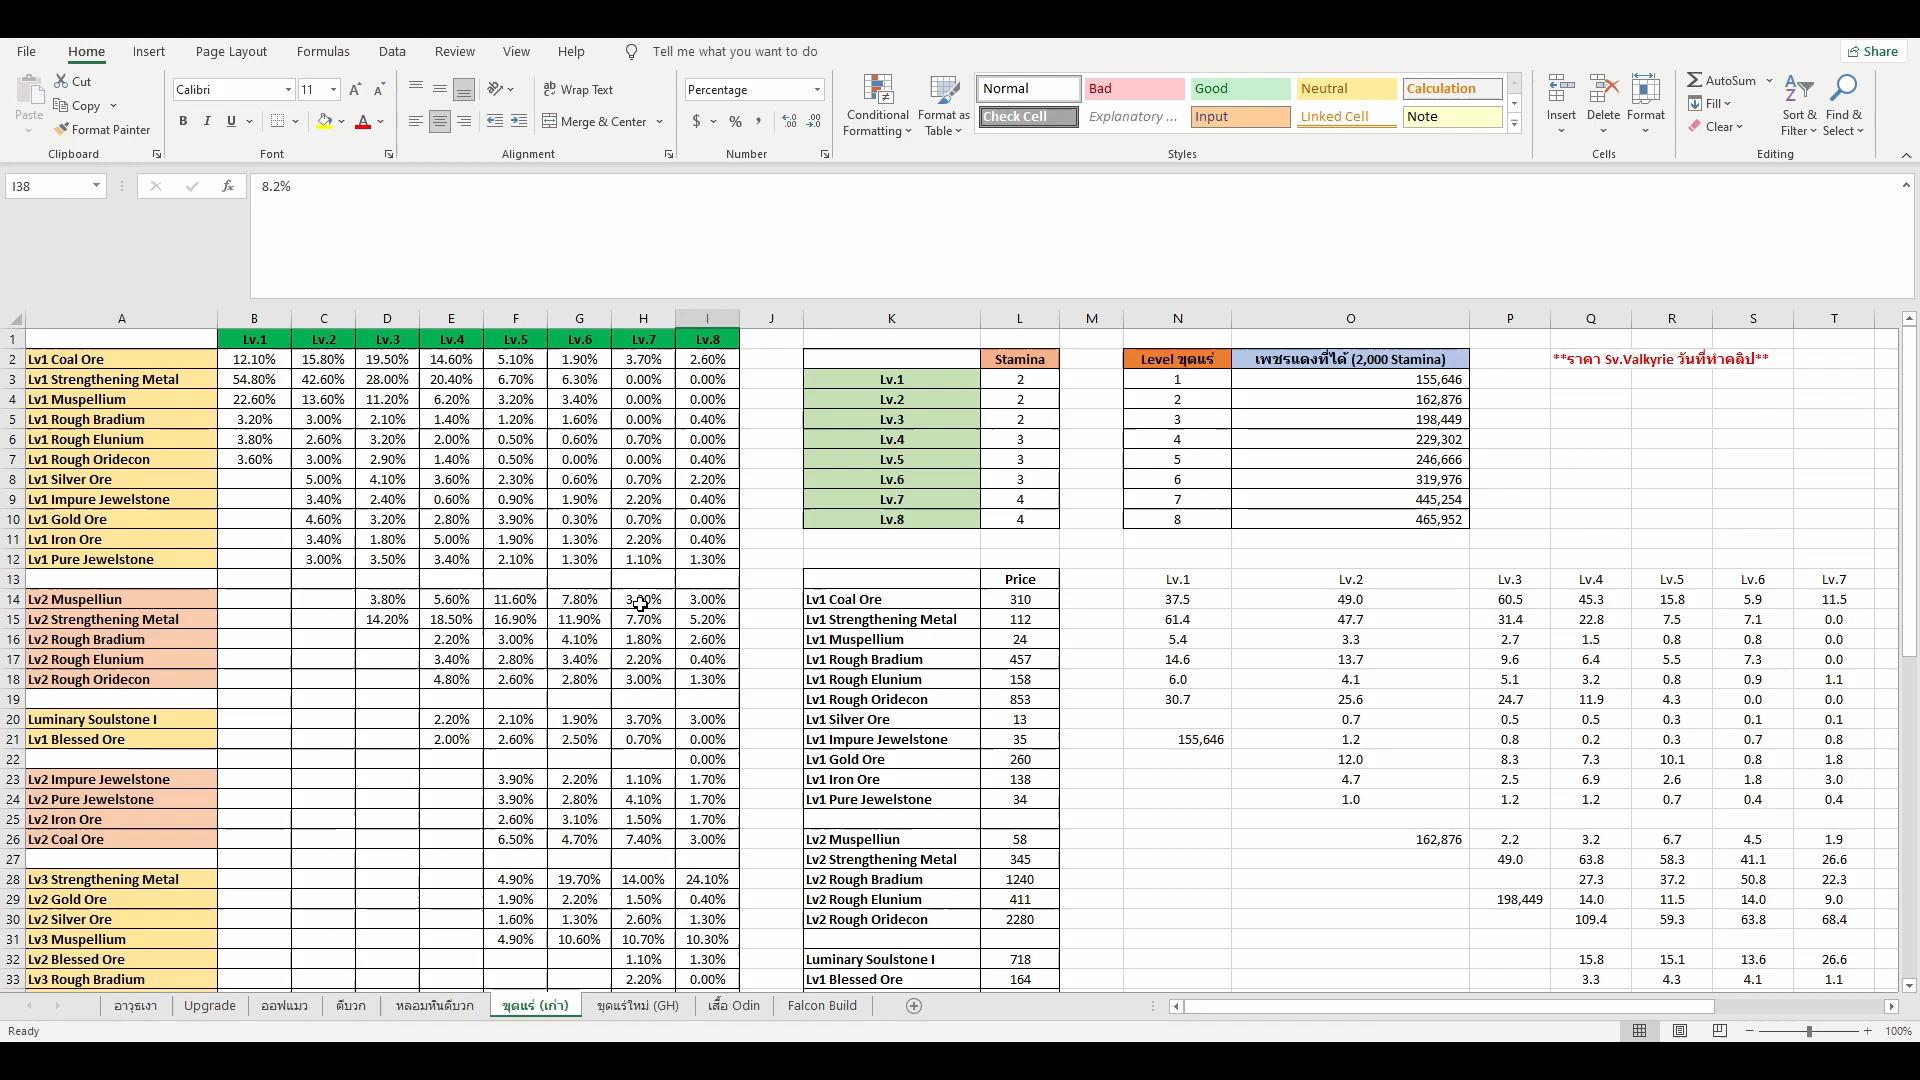 File Home Insert Page Layout Formulas Data Review View Help Tell me what you want to do Share
Paste Cut Copy Format Painter Clipboard
Calibri 11 B I U Font
Wrap Text Merge & Center Alignment
Percentage $ % , Number
Conditional Formatting Format as Table Normal Bad Good Neutral Calculation
Check Cell Explanatory ... Input Linked Cell Note Styles
Insert Delete Format Cells
AutoSum Fill Clear Sort & Filter Find & Select Editing
I38 fx 8.2%
A B C D E F G H I J K L M N O P Q R S T
1 Lv.1 Lv.2 Lv.3 Lv.4 Lv.5 Lv.6 Lv.7 Lv.8
2 Lv1 Coal Ore 12.10% 15.80% 19.50% 14.60% 5.10% 1.90% 3.70% 2.60% Stamina Level ขุดแร่ เพชรแดงที่ได้ (2,000 Stamina) **ราคา Sv.Valkyrie วันที่ทำคลิป**
3 Lv1 Strengthening Metal 54.80% 42.60% 28.00% 20.40% 6.70% 6.30% 0.00% 0.00% Lv.1 2 1 155,646
4 Lv1 Muspellium 22.60% 13.60% 11.20% 6.20% 3.20% 3.40% 0.00% 0.00% Lv.2 2 2 162,876
5 Lv1 Rough Bradium 3.20% 3.00% 2.10% 1.40% 1.20% 1.60% 0.00% 0.40% Lv.3 2 3 198,449
6 Lv1 Rough Elunium 3.80% 2.60% 3.20% 2.00% 0.50% 0.60% 0.70% 0.00% Lv.4 3 4 229,302
7 Lv1 Rough Oridecon 3.60% 3.00% 2.90% 1.40% 0.50% 0.00% 0.00% 0.40% Lv.5 3 5 246,666
8 Lv1 Silver Ore 5.00% 4.10% 3.60% 2.30% 0.60% 0.70% 2.20% Lv.6 3 6 319,976
9 Lv1 Impure Jewelstone 3.40% 2.40% 0.60% 0.90% 1.90% 2.20% 0.40% Lv.7 4 7 445,254
10 Lv1 Gold Ore 4.60% 3.20% 2.80% 3.90% 0.30% 0.70% 0.00% Lv.8 4 8 465,952
11 Lv1 Iron Ore 3.40% 1.80% 5.00% 1.90% 1.30% 2.20% 0.40%
12 Lv1 Pure Jewelstone 3.00% 3.50% 3.40% 2.10% 1.30% 1.10% 1.30%
13 Price Lv.1 Lv.2 Lv.3 Lv.4 Lv.5 Lv.6 Lv.7
14 Lv2 Muspelliun 3.80% 5.60% 11.60% 7.80% 3.00% Lv1 Coal Ore 310 37.5 49.0 60.5 45.3 15.8 5.9 11.5
15 Lv2 Strengthening Metal 14.20% 18.50% 16.90% 11.90% 7.70% 5.20% Lv1 Strengthening Metal 112 61.4 47.7 31.4 22.8 7.5 7.1 0.0
16 Lv2 Rough Bradium 2.20% 3.00% 4.10% 1.80% 2.60% Lv1 Muspellium 24 5.4 3.3 2.7 1.5 0.8 0.8 0.0
17 Lv2 Rough Elunium 3.40% 2.80% 3.40% 2.20% 0.40% Lv1 Rough Bradium 457 14.6 13.7 9.6 6.4 5.5 7.3 0.0
18 Lv2 Rough Oridecon 4.80% 2.60% 2.80% 3.00% 1.30% Lv1 Rough Elunium 158 6.0 4.1 5.1 3.2 0.8 0.9 1.1
19 Lv1 Rough Oridecon 853 30.7 25.6 24.7 11.9 4.3 0.0 0.0
20 Luminary Soulstone I 2.20% 2.10% 1.90% 3.70% 3.00% Lv1 Silver Ore 13 0.7 0.5 0.5 0.3 0.1 0.1
21 Lv1 Blessed Ore 2.00% 2.60% 2.50% 0.70% 0.00% Lv1 Impure Jewelstone 35 155,646 1.2 0.8 0.2 0.3 0.7 0.8
22 0.00% Lv1 Gold Ore 260 12.0 8.3 7.3 10.1 0.8 1.8
23 Lv2 Impure Jewelstone 3.90% 2.20% 1.10% 1.70% Lv1 Iron Ore 138 4.7 2.5 6.9 2.6 1.8 3.0
24 Lv2 Pure Jewelstone 3.90% 2.80% 4.10% 1.70% Lv1 Pure Jewelstone 34 1.0 1.2 1.2 0.7 0.4 0.4
25 Lv2 Iron Ore 2.60% 3.10% 1.50% 1.70%
26 Lv2 Coal Ore 6.50% 4.70% 7.40% 3.00% Lv2 Muspelliun 58 162,876 2.2 3.2 6.7 4.5 1.9
27 Lv2 Strengthening Metal 345 49.0 63.8 58.3 41.1 26.6
28 Lv3 Strengthening Metal 4.90% 19.70% 14.00% 24.10% Lv2 Rough Bradium 1240 27.3 37.2 50.8 22.3
29 Lv2 Gold Ore 1.90% 2.20% 1.50% 0.40% Lv2 Rough Elunium 411 198,449 14.0 11.5 14.0 9.0
30 Lv2 Silver Ore 1.60% 1.30% 2.60% 1.30% Lv2 Rough Oridecon 2280 109.4 59.3 63.8 68.4
31 Lv3 Muspellium 4.90% 10.60% 10.70% 10.30%
32 Lv2 Blessed Ore 1.10% 1.30% Luminary Soulstone I 718 15.8 15.1 13.6 26.6
33 Lv3 Rough Bradium 2.20% 0.00% Lv1 Blessed Ore 164 3.3 4.3 4.1 1.1
อาวุธเงา Upgrade ออฟแมว ตีบวก หลอมหินตีบวก ขุดแร่ (เก่า) ขุดแร่ใหม่ (GH) เสื้อ Odin Falcon Build
Ready 100%